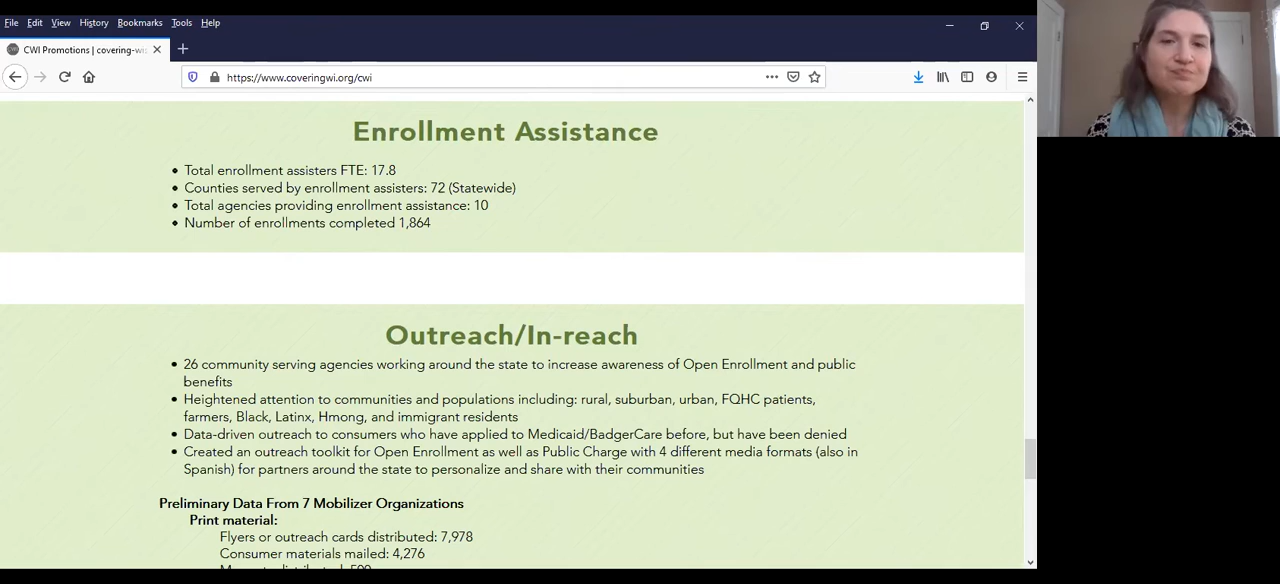 File Edit View History Bookmarks Tools Help
CWI Promotions | covering-wi
https://www.coveringwi.org/cwi
Enrollment Assistance
• Total enrollment assisters FTE: 17.8
• Counties served by enrollment assisters: 72 (Statewide)
• Total agencies providing enrollment assistance: 10
• Number of enrollments completed 1,864
Outreach/In-reach
• 26 community serving agencies working around the state to increase awareness of Open Enrollment and public
benefits
• Heightened attention to communities and populations including: rural, suburban, urban, FQHC patients,
farmers, Black, Latinx, Hmong, and immigrant residents
• Data-driven outreach to consumers who have applied to Medicaid/BadgerCare before, but have been denied
• Created an outreach toolkit for Open Enrollment as well as Public Charge with 4 different media formats (also in
Spanish) for partners around the state to personalize and share with their communities
Preliminary Data From 7 Mobilizer Organizations
Print material:
Flyers or outreach cards distributed: 7,978
Consumer materials mailed: 4,276